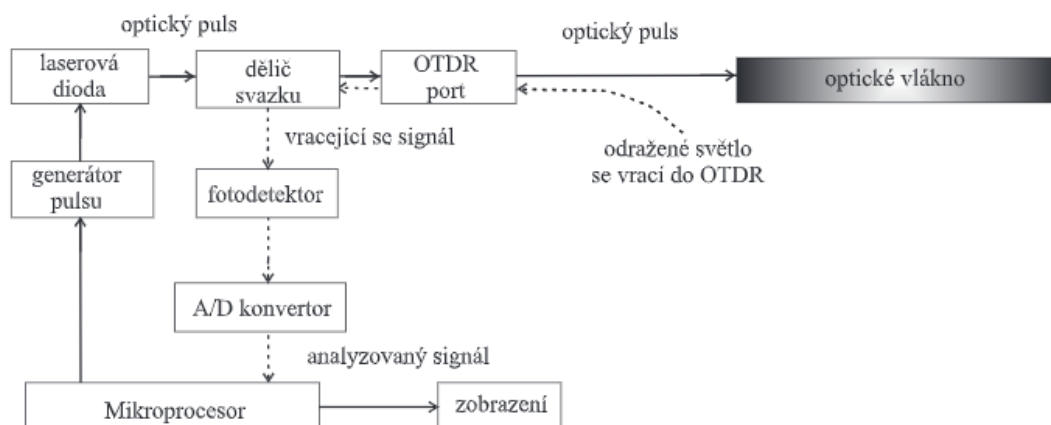 optický puls
optický puls
laserová
dioda
dělič
svazku
OTDR
port
optické vlákno
vracející se signál
odražené světlo
se vrací do OTDR
generátor
pulsu
fotodetektor
A/D konvertor
analyzovaný signál
Mikroprocesor
zobrazení